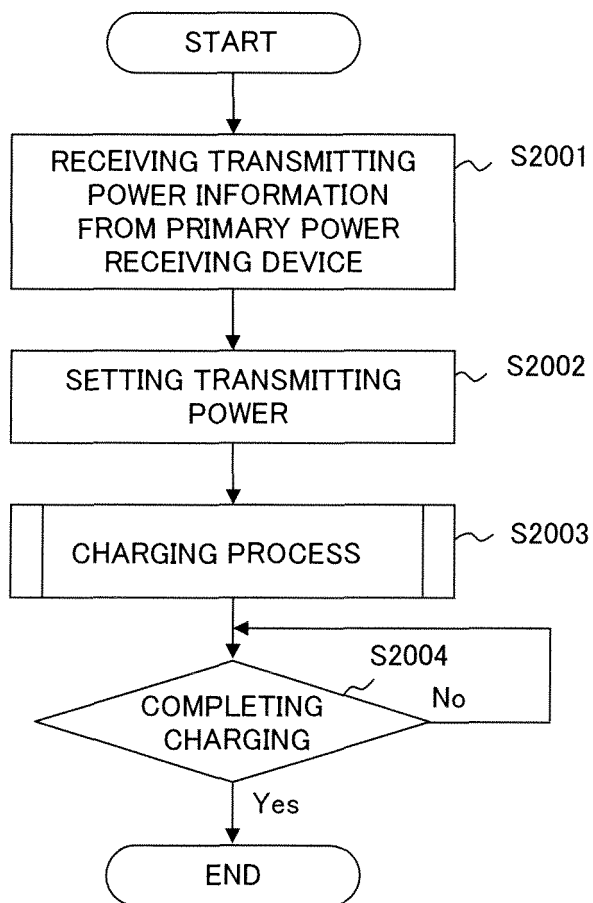 START
RECEIVING TRANSMITTING
POWER INFORMATION
FROM PRIMARY POWER
RECEIVING DEVICE
S2001
SETTING TRANSMITTING
POWER
S2002
CHARGING PROCESS
S2003
S2004
COMPLETING
CHARGING
No
Yes
END